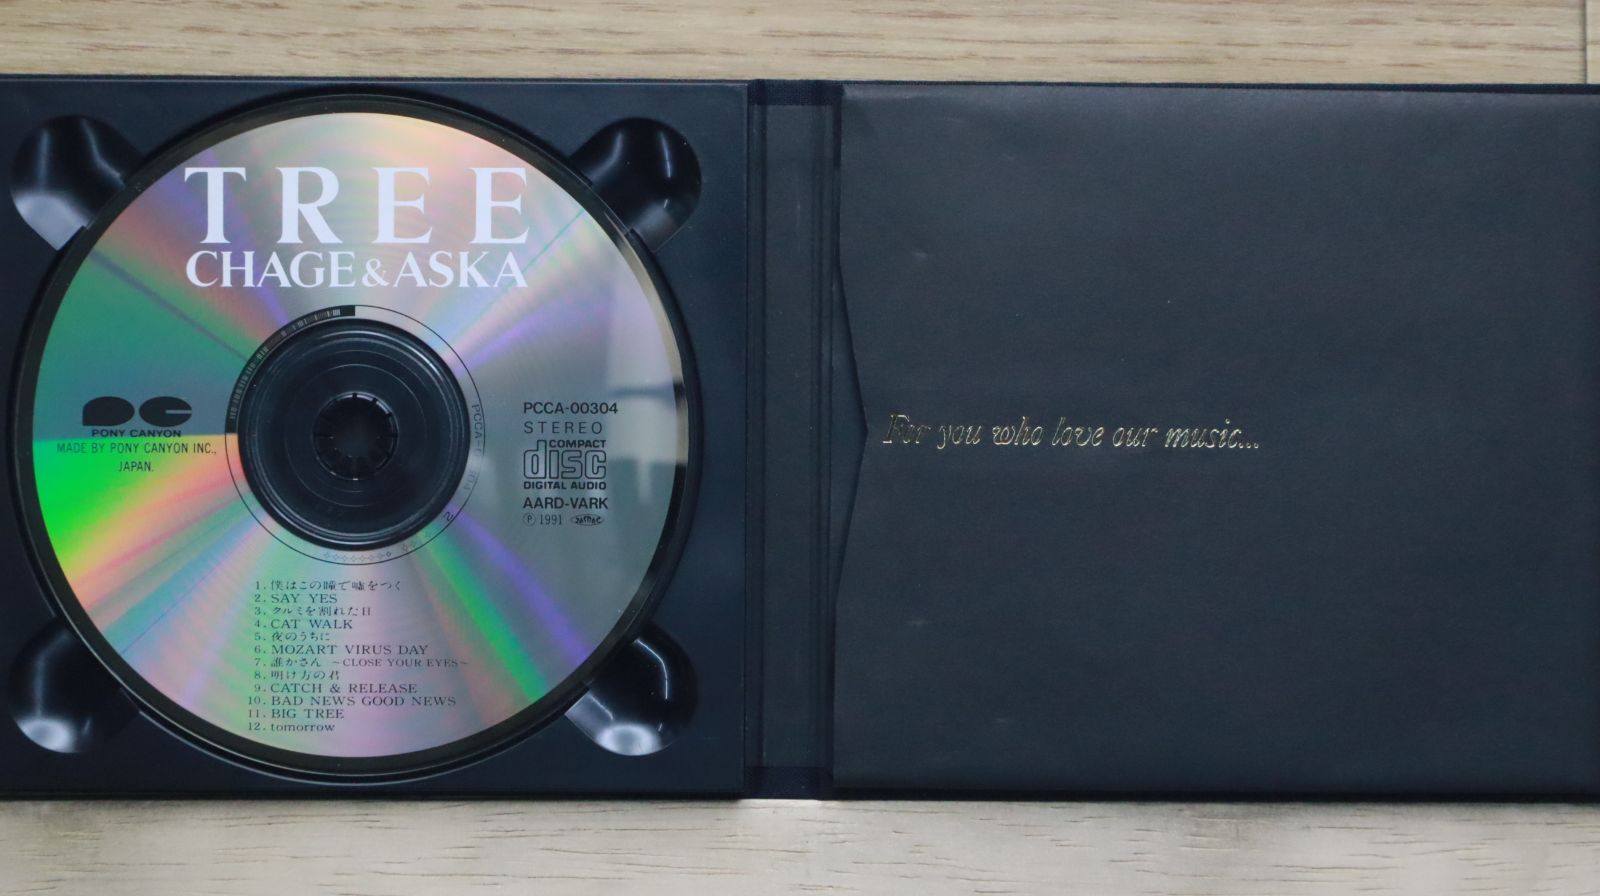 TREE
CHAGE & ASKA
PONY CANYON
MADE BY PONY CANYON INC.,
JAPAN.
PCCA-00304
STEREO
COMPACT
disc
DIGITAL AUDIO
AARD-VARK
Ⓟ 1991
1. 僕はこの瞳で嘘をつく
2. SAY YES
3. クルミを割れた日
4. CAT WALK
5. 夜のうちに
6. MOZART VIRUS DAY
7. 誰かさん ~CLOSE YOUR EYES~
8. 明け方の君
9. CATCH & RELEASE
10. BAD NEWS GOOD NEWS
11. BIG TREE
12. tomorrow
For you who love our music...